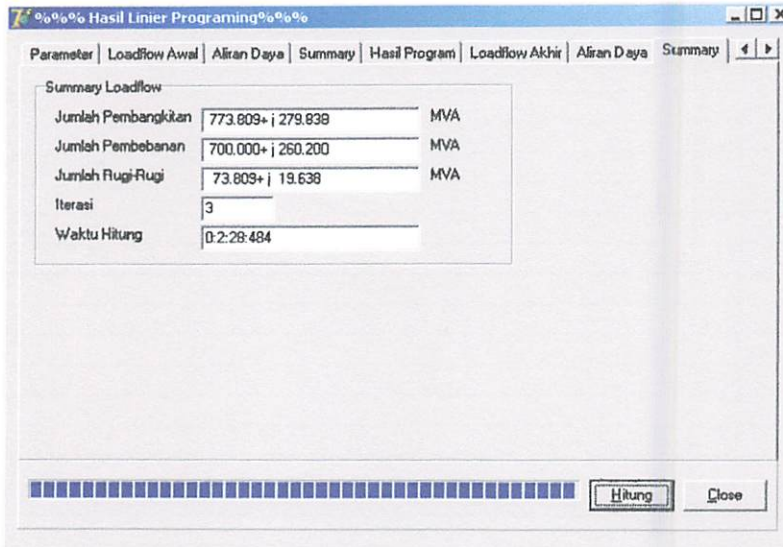 %%%% Hasil Linier Programing%%%%
Parameter Loadflow Awal Aliran Daya Summary Hasil Program Loadflow Akhir Aliran Daya Summary
Summary Loadflow
Jumlah Pembangkitan 773.809+ j 279.838 MVA
Jumlah Pembebanan 700.000+ j 260.200 MVA
Jumlah Rugi-Rugi 73.809+ j 19.638 MVA
Iterasi 3
Waktu Hitung 0:2:28:484
Hitung Close